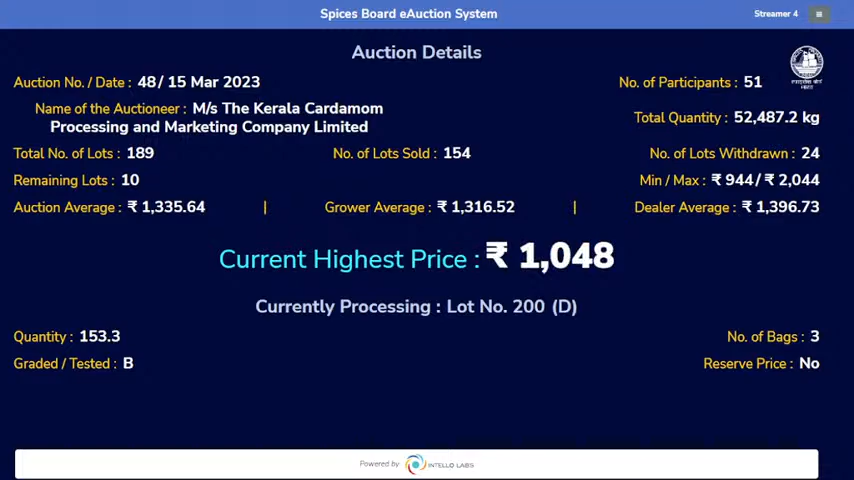 Spices Board eAuction System
Streamer 4
Auction Details
Auction No. / Date : 48/ 15 Mar 2023
No. of Participants : 51
Name of the Auctioneer : M/s The Kerala Cardamom
Processing and Marketing Company Limited
Total Quantity : 52,487.2 kg
Total No. of Lots : 189
No. of Lots Sold : 154
No. of Lots Withdrawn : 24
Remaining Lots : 10
Min / Max : ₹ 944/ ₹ 2,044
Auction Average : ₹ 1,335.64 | Grower Average : ₹ 1,316.52 | Dealer Average : ₹ 1,396.73
Current Highest Price : ₹ 1,048
Currently Processing : Lot No. 200 (D)
Quantity : 153.3
No. of Bags : 3
Graded / Tested : B
Reserve Price : No
Powered by INTELLO LABS